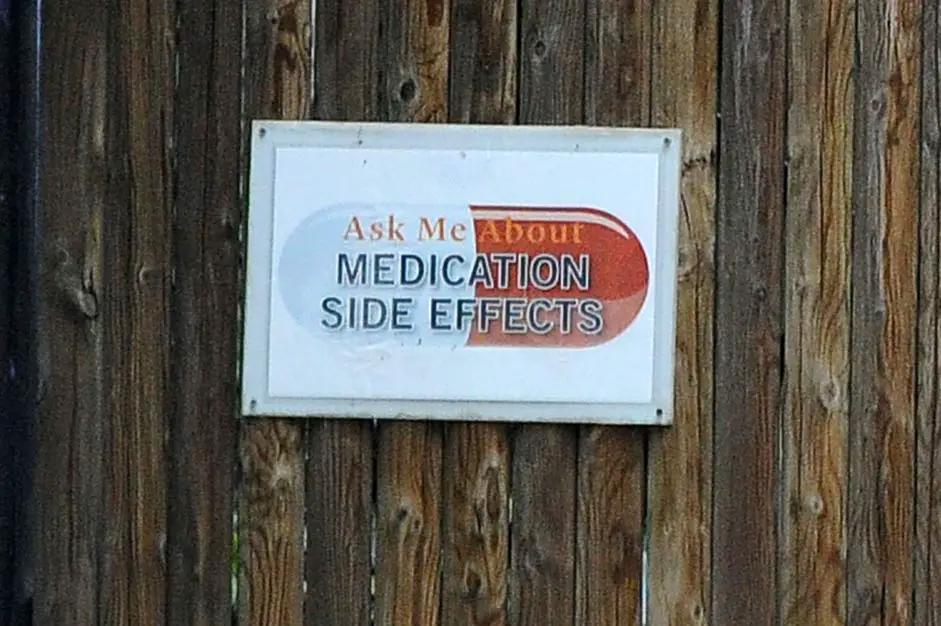 Ask Me About
MEDICATION
SIDE EFFECTS